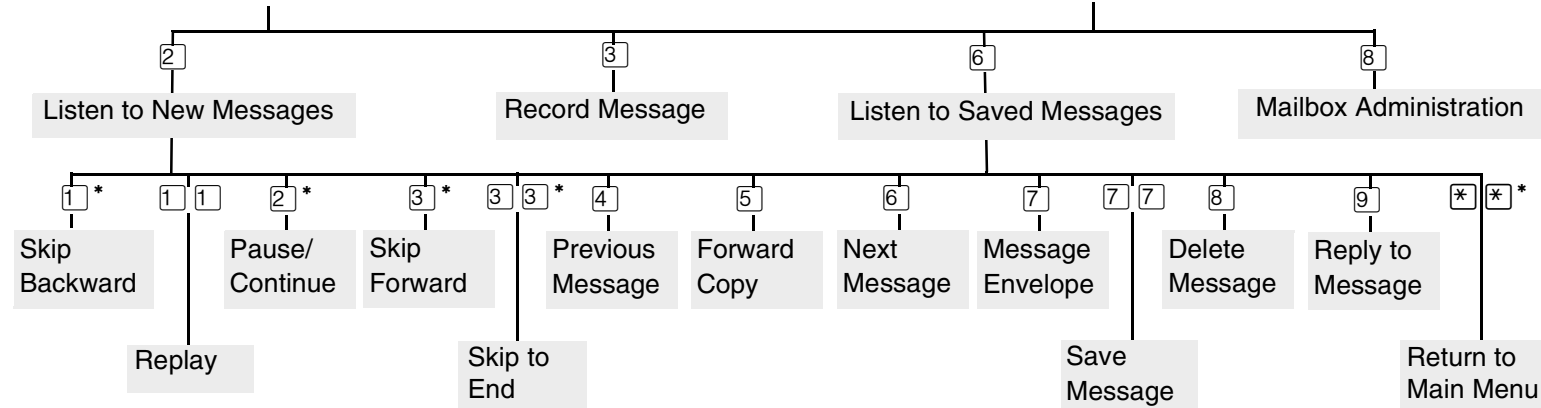 2 3 6 8
Listen to New Messages Record Message Listen to Saved Messages Mailbox Administration
1 * 1 1 2 * 3 * 3 3 * 4 5 6 7 7 7 8 9 * * *
Skip Pause/ Skip Previous Forward Next Message Delete Reply to
Backward Continue Forward Message Copy Message Envelope Message Message
Replay Skip to Save Return to
End Message Main Menu